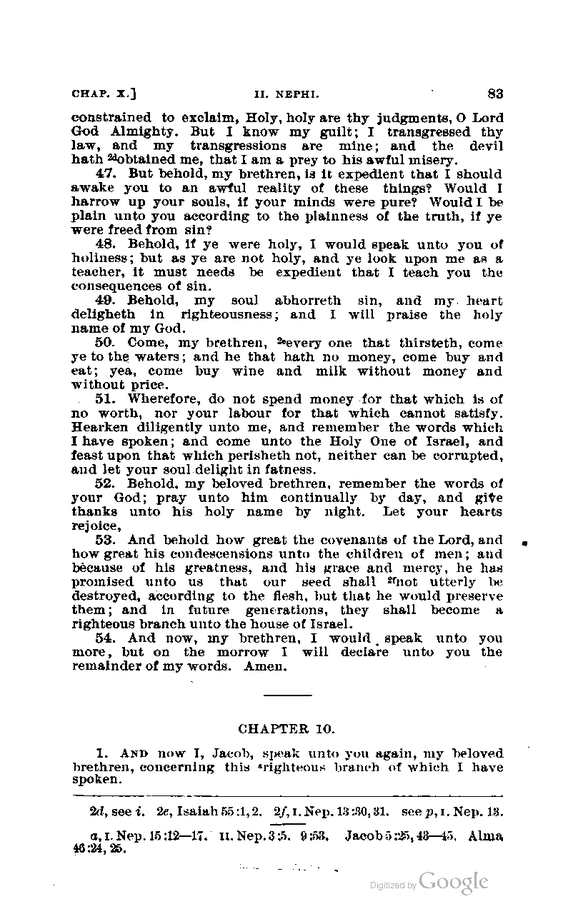 CHAP. X.] II. NEPHI. 83
constrained to exclaim, Holy, holy are thy judgments, O Lord
God Almighty. But I know my guilt; I transgressed thy
law, and my transgressions are mine; and the devil
hath 2dobtained me, that I am a prey to his awful misery.
47. But behold, my brethren, is it expedient that I should
awake you to an awful reality of these things? Would I
harrow up your souls, if your minds were pure? Would I be
plain unto you according to the plainness of the truth, if ye
were freed from sin?
48. Behold, if ye were holy, I would speak unto you of
holiness; but as ye are not holy, and ye look upon me as a
teacher, it must needs be expedient that I teach you the
consequences of sin.
49. Behold, my soul abhorreth sin, and my heart
deligheth in righteousness; and I will praise the holy
name of my God.
50. Come, my brethren, 2eevery one that thirsteth, come
ye to the waters; and he that hath no money, come buy and
eat; yea, come buy wine and milk without money and
without price.
51. Wherefore, do not spend money for that which is of
no worth, nor your labour for that which cannot satisfy.
Hearken diligently unto me, and remember the words which
I have spoken; and come unto the Holy One of Israel, and
feast upon that which perisheth not, neither can be corrupted,
and let your soul delight in fatness.
52. Behold, my beloved brethren, remember the words of
your God; pray unto him continually by day, and give
thanks unto his holy name by night. Let your hearts
rejoice,
53. And behold how great the covenants of the Lord, and
how great his condescensions unto the children of men; and
because of his greatness, and his grace and mercy, he has
promised unto us that our seed shall 2fnot utterly be
destroyed, according to the flesh, but that he would preserve
them; and in future generations, they shall become a
righteous branch unto the house of Israel.
54. And now, my brethren, I would speak unto you
more, but on the morrow I will declare unto you the
remainder of my words. Amen.
CHAPTER 10.
1. AND now I, Jacob, speak unto you again, my beloved
brethren, concerning this arighteous branch of which I have
spoken.
2d, see i. 2e, Isaiah 55:1, 2. 2f, I. Nep. 13:30, 31. see p, I. Nep. 13.
a, I. Nep. 15:12—17. II. Nep. 3:5. 9:53. Jacob 5:25, 43—45. Alma
46:24, 25.
Digitized by Google